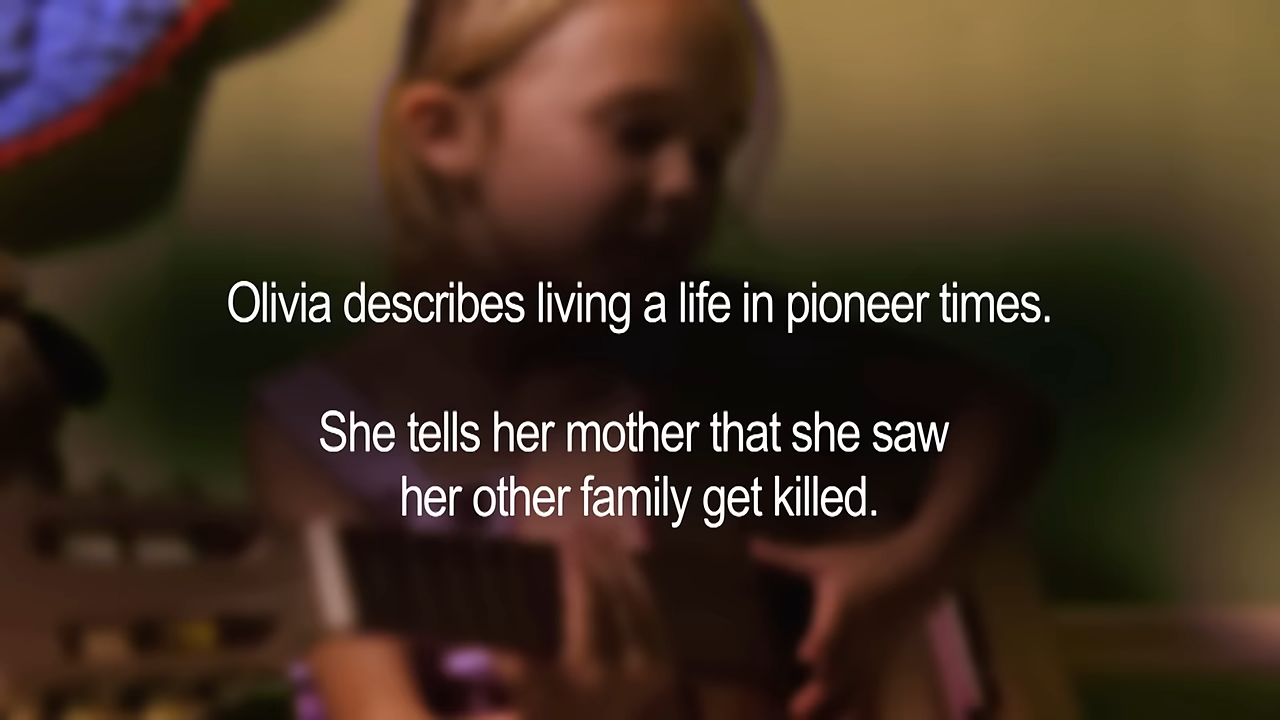 Olivia describes living a life in pioneer times.
She tells her mother that she saw
her other family get killed.